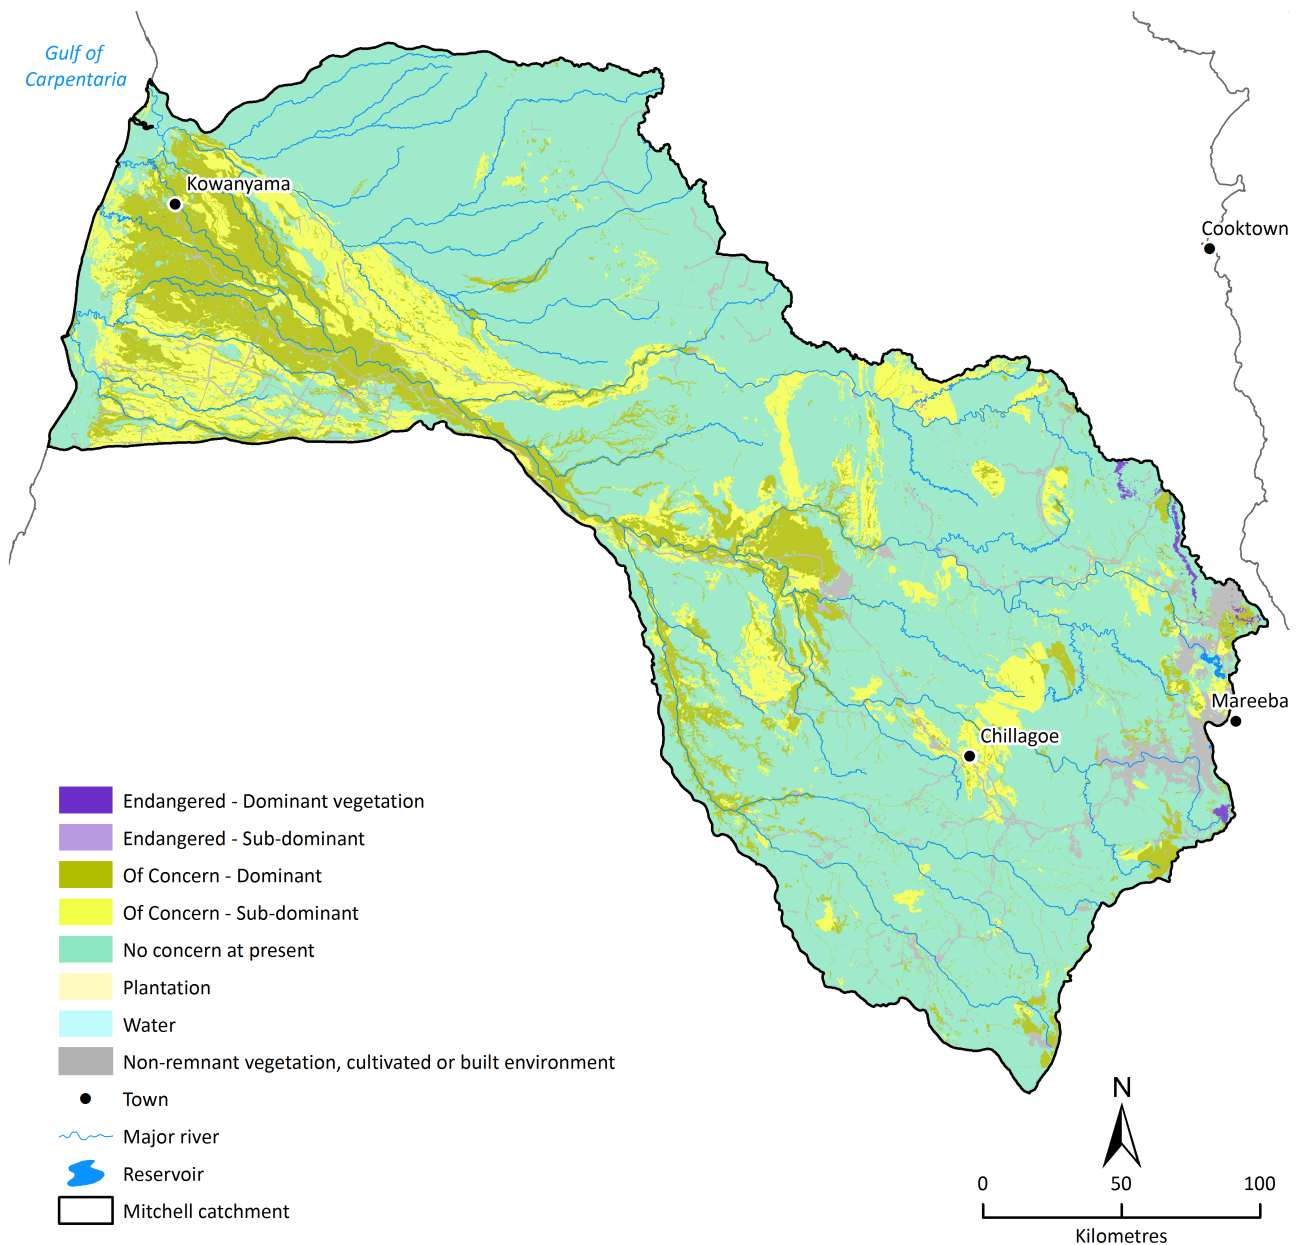 Gulf of
Carpentaria
Kowanyama
Cooktown
Mareeba
Chillagoe
Endangered - Dominant vegetation
Endangered - Sub-dominant
Of Concern - Dominant
Of Concern - Sub-dominant
No concern at present
Plantation
Water
Non-remnant vegetation, cultivated or built environment
Town
Major river
Reservoir
Mitchell catchment
N
0 50 100
Kilometres